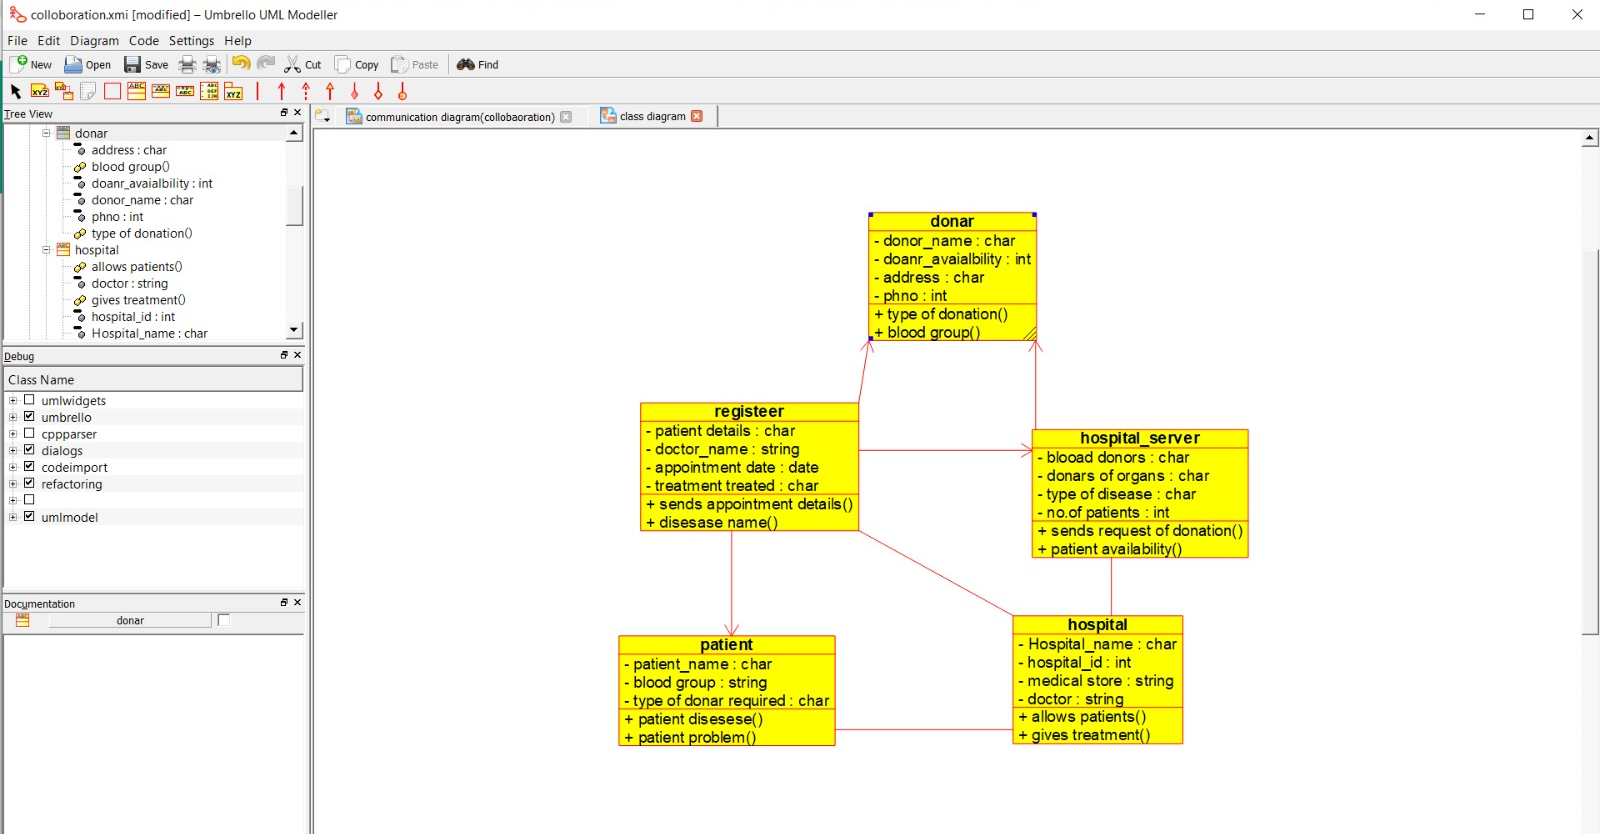 colloboration.xmi [modified] – Umbrello UML Modeller
File Edit Diagram Code Settings Help
New Open Save Cut Copy Paste Find
Tree View
donar
address : char
blood group()
doanr_avaialbility : int
donor_name : char
phno : int
type of donation()
hospital
allows patients()
doctor : string
gives treatment()
hospital_id : int
Hospital_name : char
Debug
Class Name
umlwidgets
umbrello
cppparser
dialogs
codeimport
refactoring
umlmodel
Documentation
donar
communication diagram(collobaoration) class diagram
donar
- donor_name : char
- doanr_avaialbility : int
- address : char
- phno : int
+ type of donation()
+ blood group()
registeer
- patient details : char
- doctor_name : string
- appointment date : date
- treatment treated : char
+ sends appointment details()
+ disesase name()
hospital_server
- blooad donors : char
- donars of organs : char
- type of disease : char
- no.of patients : int
+ sends request of donation()
+ patient availability()
patient
- patient_name : char
- blood group : string
- type of donar required : char
+ patient disesese()
+ patient problem()
hospital
- Hospital_name : char
- hospital_id : int
- medical store : string
- doctor : string
+ allows patients()
+ gives treatment()